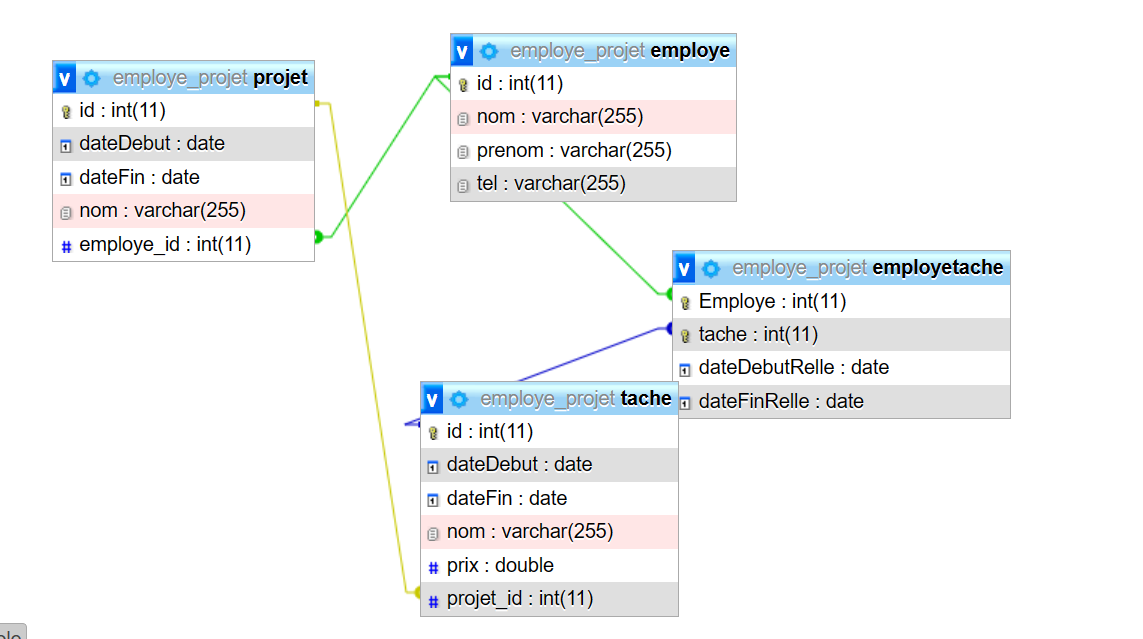 employe_projet projet
id : int(11)
dateDebut : date
dateFin : date
nom : varchar(255)
employe_id : int(11)
employe_projet employe
id : int(11)
nom : varchar(255)
prenom : varchar(255)
tel : varchar(255)
employe_projet employetache
Employe : int(11)
tache : int(11)
dateDebutRelle : date
dateFinRelle : date
employe_projet tache
id : int(11)
dateDebut : date
dateFin : date
nom : varchar(255)
prix : double
projet_id : int(11)